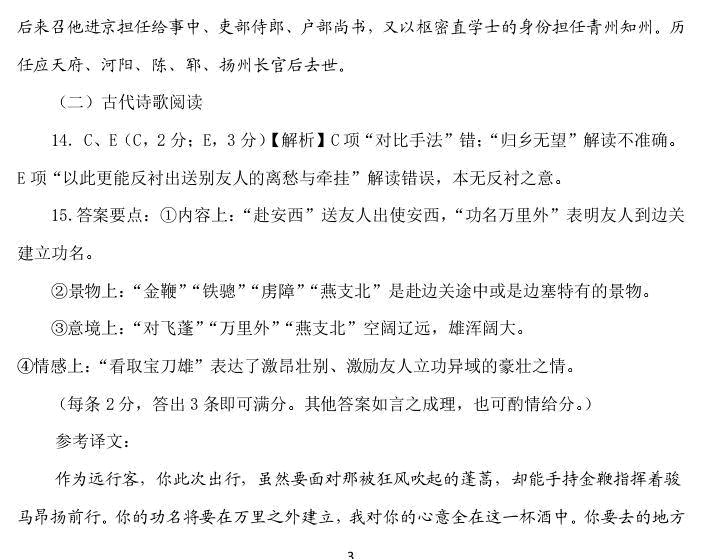 后来召他进京担任给事中、吏部侍郎、户部尚书，又以枢密直学士的身份担任青州知州。历
任应天府、河阳、陈、郓、扬州长官后去世。
（二）古代诗歌阅读
14. C、E（C，2 分；E，3 分）【解析】C 项“对比手法”错；“归乡无望”解读不准确。
E 项“以此更能反衬出送别友人的离愁与牵挂”解读错误，本无反衬之意。
15.答案要点：①内容上：“赴安西”送友人出使安西，“功名万里外”表明友人到边关
建立功名。
②景物上：“金鞭”“铁骢”“虏障”“燕支北”是赴边关途中或是边塞特有的景物。
③意境上：“对飞蓬”“万里外”“燕支北”空阔辽远，雄浑阔大。
④情感上：“看取宝刀雄”表达了激昂壮别、激励友人立功异域的豪壮之情。
（每条 2 分，答出 3 条即可满分。其他答案如言之成理，也可酌情给分。）
参考译文：
作为远行客，你此次出行，虽然要面对那被狂风吹起的蓬蒿，却能手持金鞭指挥着骏
马昂扬前行。你的功名将要在万里之外建立，我对你的心意全在这一杯酒中。你要去的地方
3